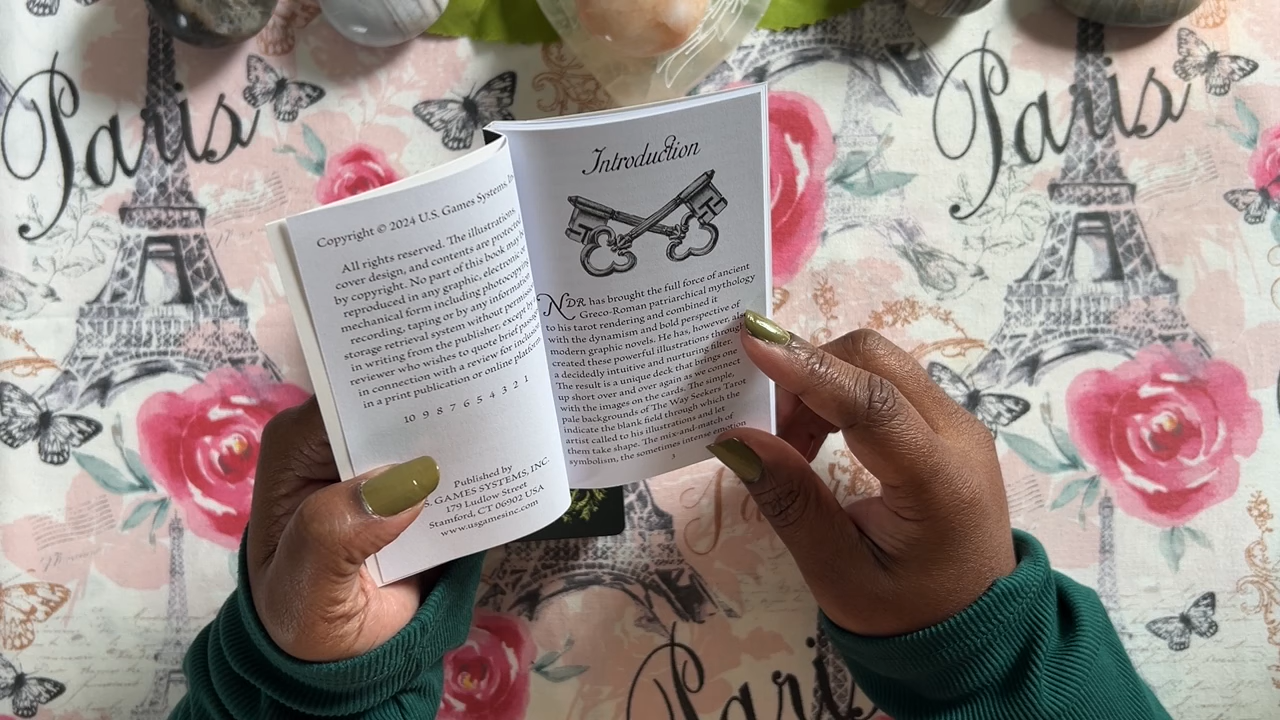 Paris
Paris
Copyright © 2024 U.S. Games Systems, In
All rights reserved. The illustrations,
cover design, and contents are protected
by copyright. No part of this book may be
reproduced in any graphic, electronic or
mechanical form including photocopying,
recording, taping or by any information
storage retrieval system without permission
in writing from the publisher, except by
reviewer who wishes to quote brief passa
in connection with a review for inclusion
in a print publication or online platform.
10 9 8 7 6 5 4 3 2 1
Published by
S. GAMES SYSTEMS, INC.
179 Ludlow Street
Stamford, CT 06902 USA
www.usgamesinc.com
Introduction
NDR has brought the full force of ancient
Greco-Roman patriarchal mythology
to his tarot rendering and combined it
with the dynamism and bold perspective of
modern graphic novels. He has, however, als
created these powerful illustrations through
a decidedly intuitive and nurturing filter.
The result is a unique deck that brings one
up short over and over again as we connect
with the images on the cards. The simple,
pale backgrounds of The Way Seekers Tarot
indicate the blank field through which the
artist called to his illustrations and let
them take shape. The mix-and-match of
symbolism, the sometimes intense emotion
3
Paris